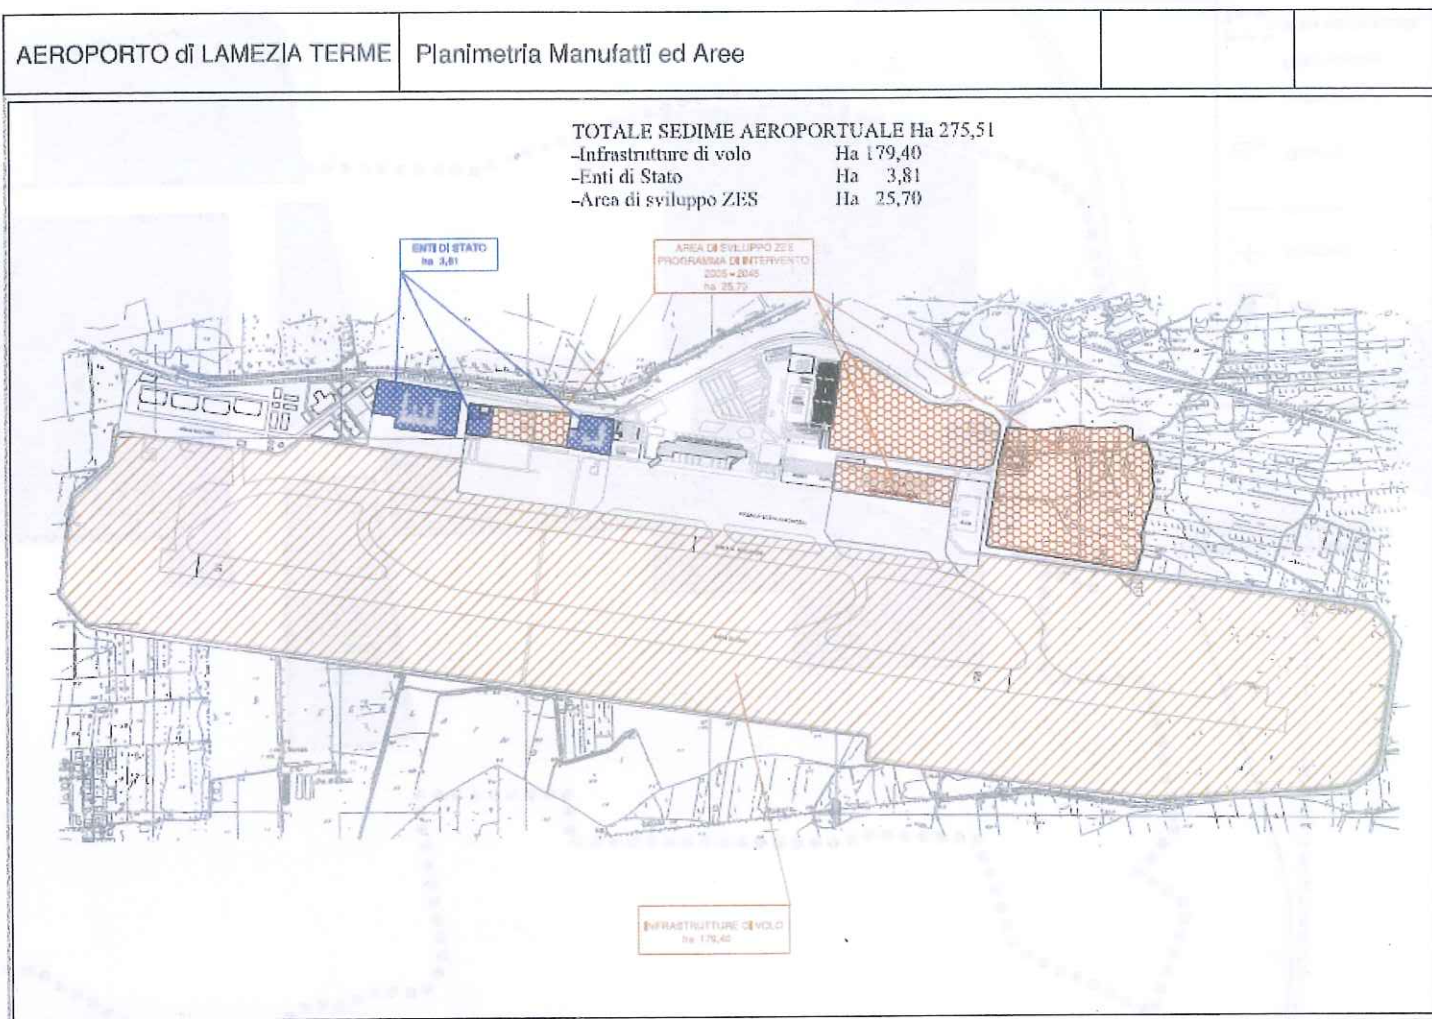 AEROPORTO di LAMEZIA TERME
Planimetria Manufatti ed Aree
TOTALE SEDIME AEROPORTUALE Ha 275,51
-Infrastrutture di volo Ha 179,40
-Enti di Stato Ha 3,81
-Area di sviluppo ZES Ha 25,70
ENTI DI STATO
ha 3,81
AREA DI SVILUPPO ZES
PROGRAMMA DI INTERVENTO
ha 25,70
INFRASTRUTTURE DI VOLO
ha 179,40